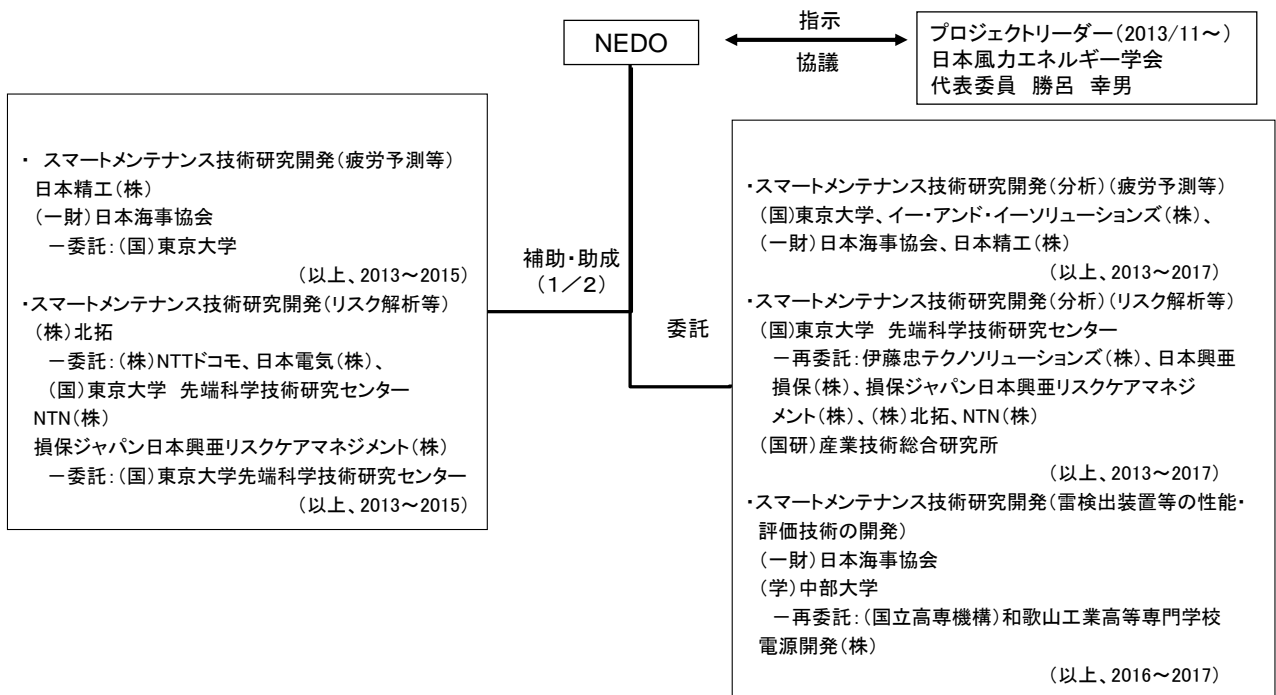 指示
NEDO
協議
プロジェクトリーダー(2013/11～)
日本風力エネルギー学会
代表委員 勝呂 幸男
・ スマートメンテナンス技術研究開発(疲労予測等)
日本精工(株)
(一財)日本海事協会
－委託:(国)東京大学
(以上、2013～2015)
・スマートメンテナンス技術研究開発(リスク解析等)
(株)北拓
－委託:(株)NTTドコモ、日本電気(株)、
(国)東京大学 先端科学技術研究センター
NTN(株)
損保ジャパン日本興亜リスクケアマネジメント(株)
－委託:(国)東京大学先端科学技術研究センター
(以上、2013～2015)
補助・助成
(1／2)
委託
・スマートメンテナンス技術研究開発(分析)(疲労予測等)
(国)東京大学、イー・アンド・イーソリューションズ(株)、
(一財)日本海事協会、日本精工(株)
(以上、2013～2017)
・スマートメンテナンス技術研究開発(分析)(リスク解析等)
(国)東京大学 先端科学技術研究センター
－再委託:伊藤忠テクノソリューションズ(株)、日本興亜
損保(株)、損保ジャパン日本興亜リスクケアマネジ
メント(株)、(株)北拓、NTN(株)
(国研)産業技術総合研究所
(以上、2013～2017)
・スマートメンテナンス技術研究開発(雷検出装置等の性能・
評価技術の開発)
(一財)日本海事協会
(学)中部大学
－再委託:(国立高専機構)和歌山工業高等専門学校
電源開発(株)
(以上、2016～2017)